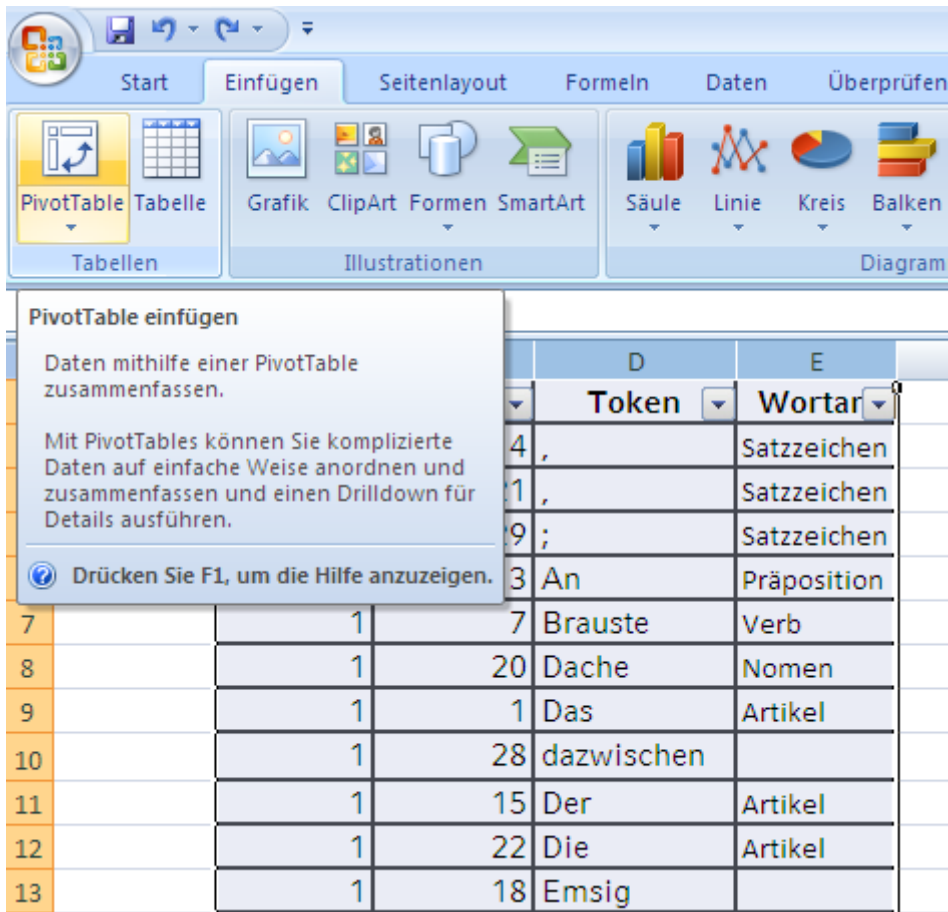 Start Einfügen Seitenlayout Formeln Daten Überprüfen
PivotTable Tabelle Grafik ClipArt Formen SmartArt Säule Linie Kreis Balken
Tabellen Illustrationen Diagram
PivotTable einfügen
Daten mithilfe einer PivotTable
zusammenfassen.
Mit PivotTables können Sie komplizierte
Daten auf einfache Weise anordnen und
zusammenfassen und einen Drilldown für
Details ausführen.
Drücken Sie F1, um die Hilfe anzuzeigen.
D E
Token Wortar
4 , Satzzeichen
1 , Satzzeichen
9 ; Satzzeichen
3 An Präposition
7 1 7 Brauste Verb
8 1 20 Dache Nomen
9 1 1 Das Artikel
10 1 28 dazwischen
11 1 15 Der Artikel
12 1 22 Die Artikel
13 1 18 Emsig